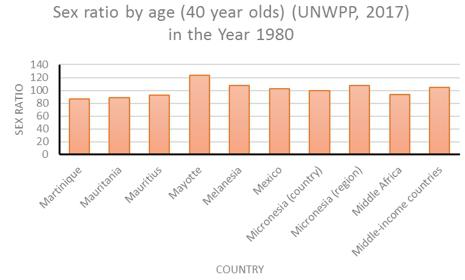 Sex ratio by age (40 year olds) (UNWPP, 2017)
in the Year 1980
140
120
100
80
60
40
20
0
SEX RATIO
Martinique
Mauritania
Mauritius
Mayotte
Melanesia
Mexico
Micronesia (country)
Micronesia (region)
Middle Africa
Middle-income countries
COUNTRY